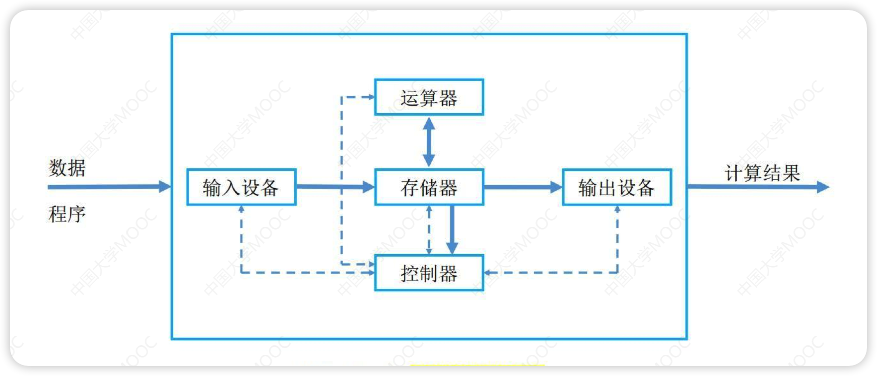 运算器
数据
程序
输入设备
存储器
输出设备
计算结果
控制器
中国大学MOOC